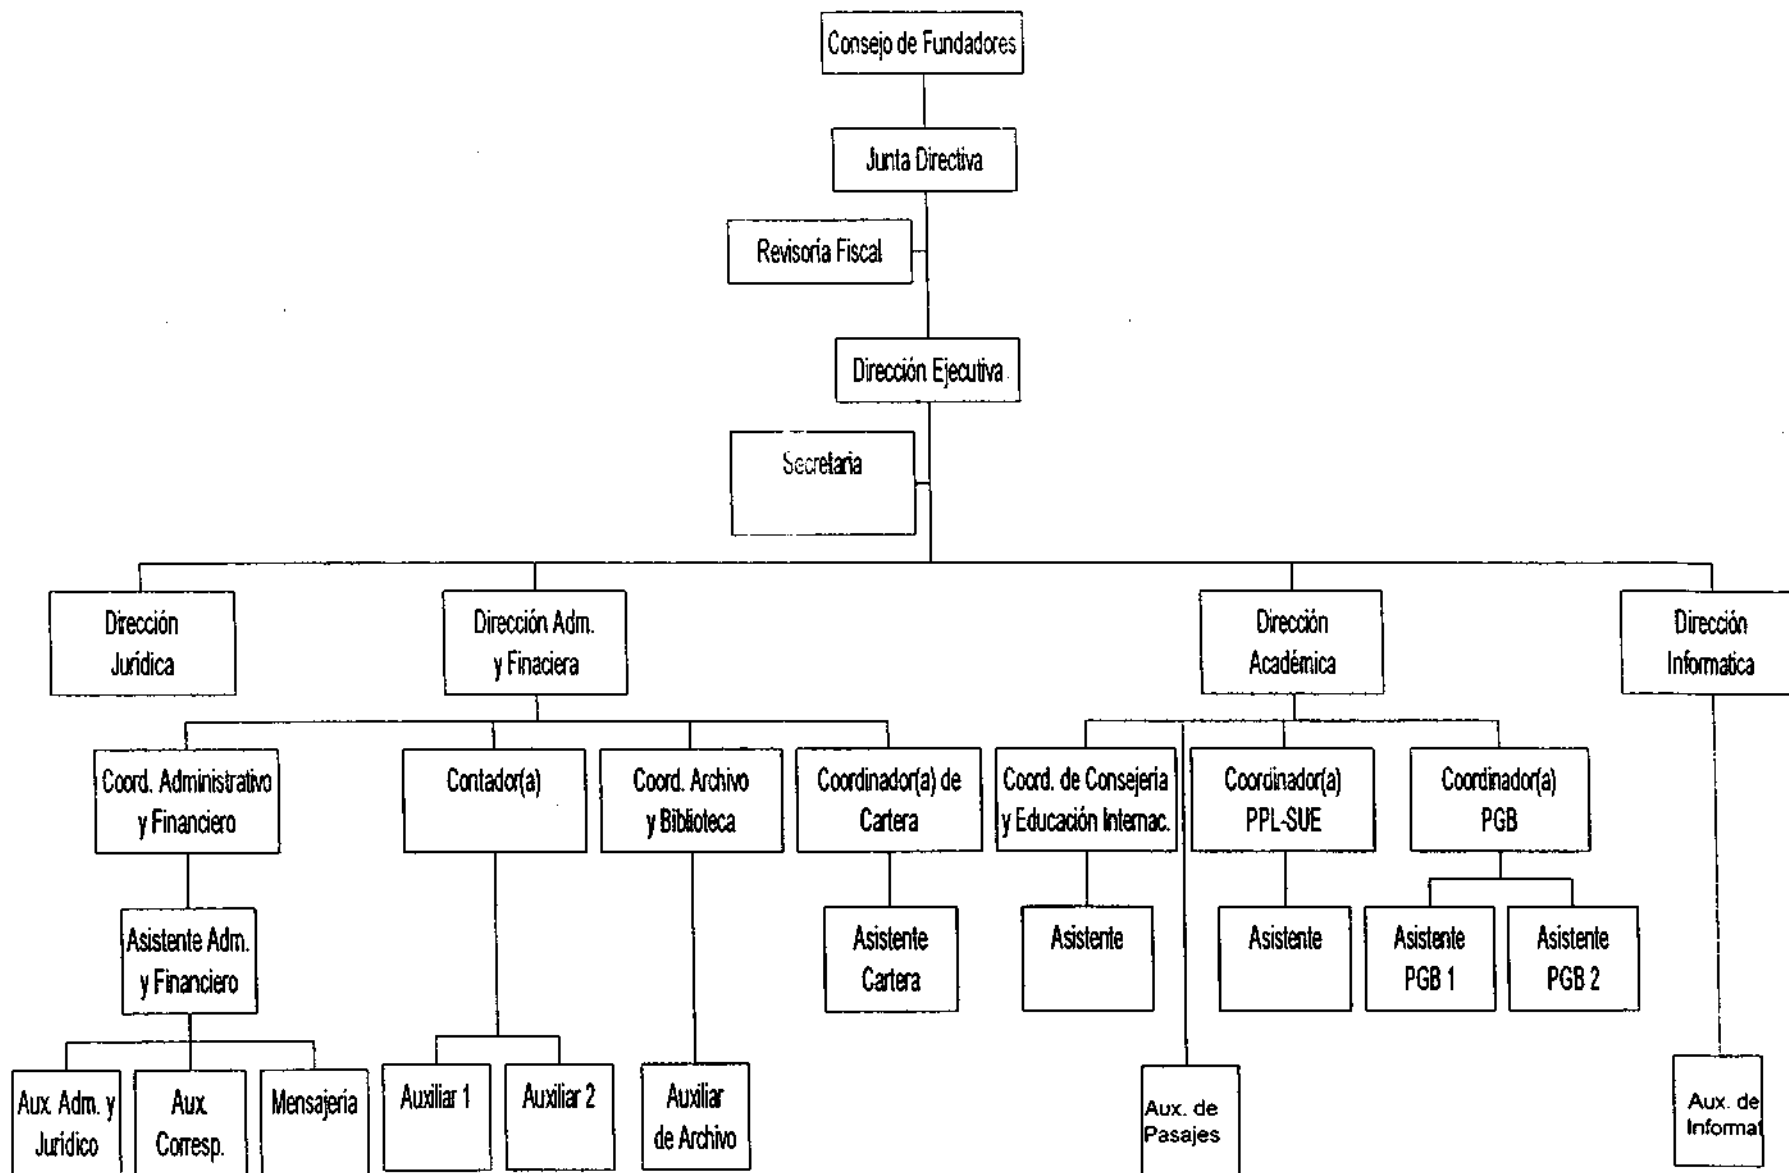 Consejo de Fundadores
Junta Directiva
Revisoría Fiscal
Dirección Ejecutiva
Secretaria
Dirección
Jurídica
Dirección Adm.
y Finaciera
Dirección
Académica
Dirección
Informatica
Coord. Administrativo
y Financiero
Contador(a)
Coord. Archivo
y Biblioteca
Coordinador(a) de
Cartera
Coord. de Consejería
y Educación Internac.
Coordinador(a)
PPL-SUE
Coordinador(a)
PGB
Asistente Adm.
y Financiero
Asistente
Cartera
Asistente
Asistente
Asistente
PGB 1
Asistente
PGB 2
Aux. Adm. y
Jurídico
Aux.
Corresp.
Mensajería
Auxiliar 1
Auxiliar 2
Auxiliar
de Archivo
Aux. de
Pasajes
Aux. de
Informat